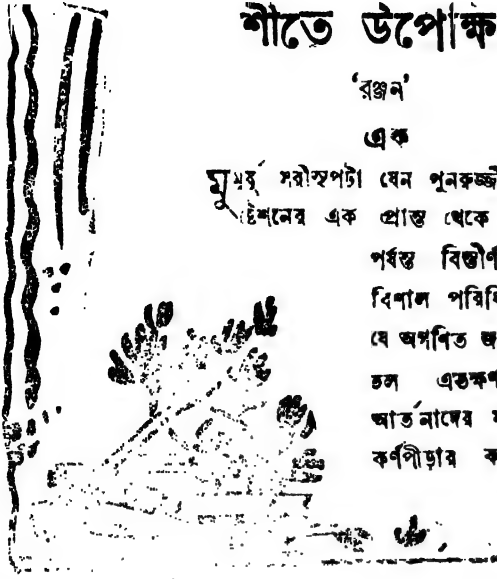 শীতে উপেক্ষি
‘রঞ্জন’
এক
মুমূর্ষু সরীসৃপটা যেন পুনরুজ্জী
স্টেশনের এক প্রান্ত থেকে
পর্যন্ত বিস্তীর্ণ
বিশাল পরিধি
যে অগণিত জ
তল এতক্ষণ
আর্তনাদের
কর্ণপীড়ার ক